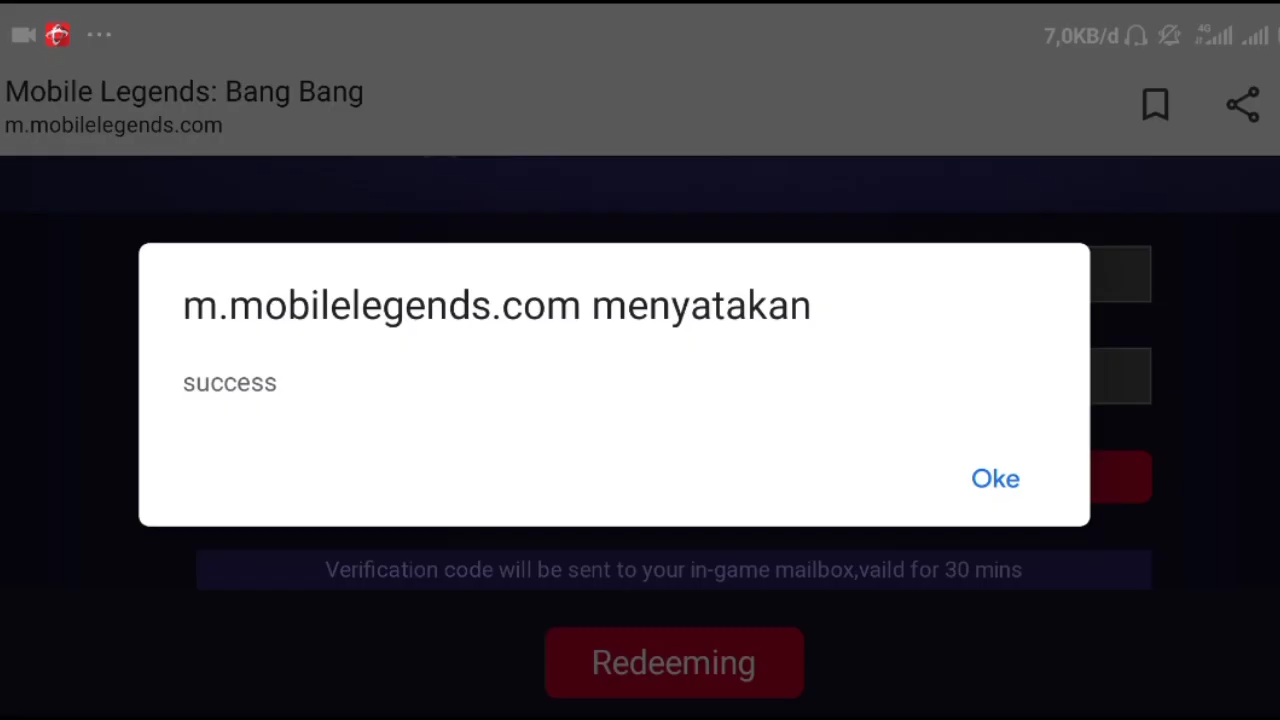 7,0KB/d
4G
Mobile Legends: Bang Bang
m.mobilelegends.com
m.mobilelegends.com menyatakan
success
Oke
Verification code will be sent to your in-game mailbox,vaild for 30 mins
Redeeming